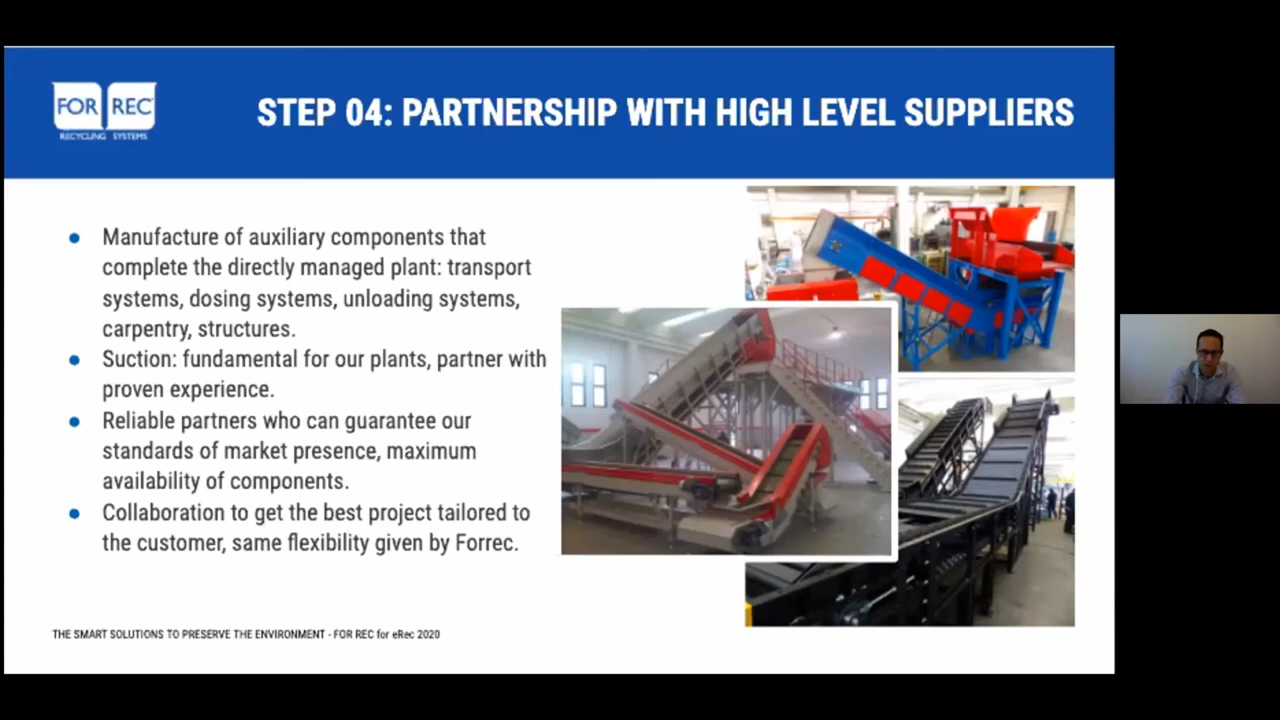 FOR REC
RECYCLING SYSTEMS
STEP 04: PARTNERSHIP WITH HIGH LEVEL SUPPLIERS
● Manufacture of auxiliary components that
complete the directly managed plant: transport
systems, dosing systems, unloading systems,
carpentry, structures.
● Suction: fundamental for our plants, partner with
proven experience.
● Reliable partners who can guarantee our
standards of market presence, maximum
availability of components.
● Collaboration to get the best project tailored to
the customer, same flexibility given by Forrec.
THE SMART SOLUTIONS TO PRESERVE THE ENVIRONMENT - FOR REC for eRec 2020